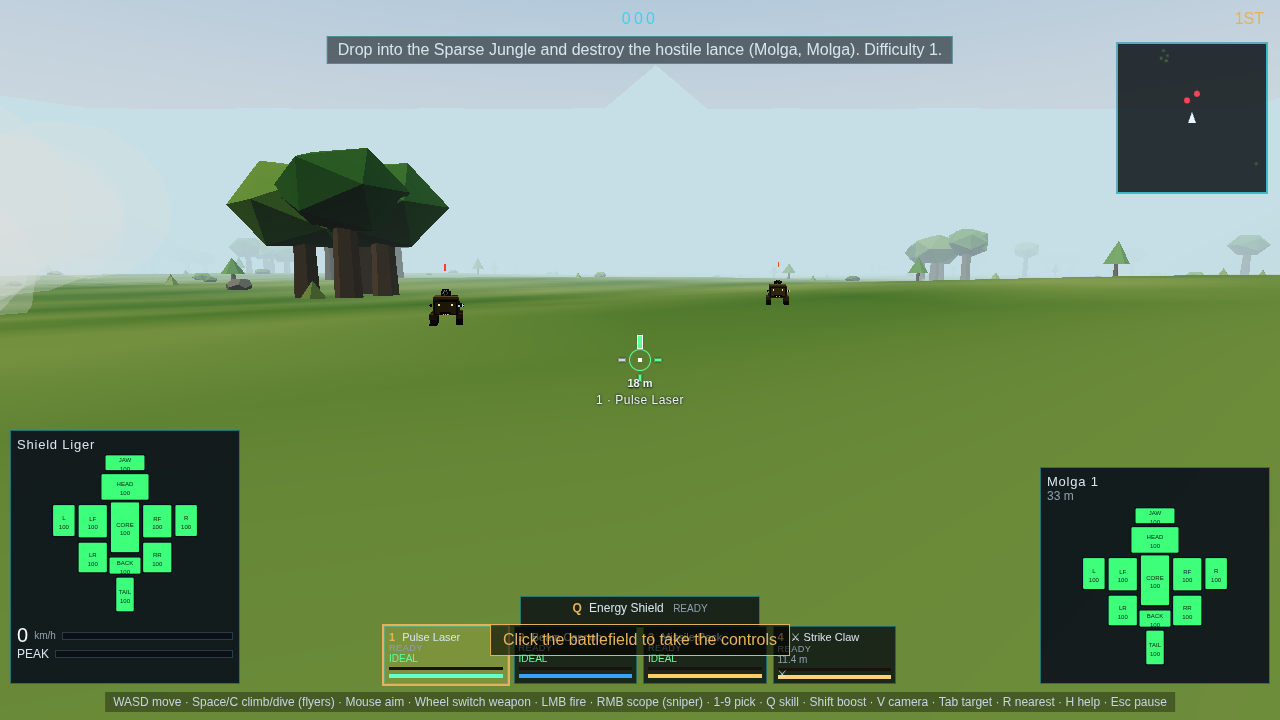 000
1ST
Drop into the Sparse Jungle and destroy the hostile lance (Molga, Molga). Difficulty 1.
18 m
1 · Pulse Laser
Shield Liger
JAW
100
HEAD
100
L
100
LF
100
CORE
100
RF
100
R
100
LR
100
BACK
100
RR
100
TAIL
100
0 km/h
PEAK
Molga 1
33 m
JAW
100
HEAD
100
L
100
LF
100
CORE
100
RF
100
R
100
LR
100
BACK
100
RR
100
TAIL
100
Q Energy Shield READY
1 Pulse Laser
READY
IDEAL
READY
IDEAL
READY
IDEAL
4 ⚔ Strike Claw
READY
11.4 m
Click the battlefield to take the controls
WASD move · Space/C climb/dive (flyers) · Mouse aim · Wheel switch weapon · LMB fire · RMB scope (sniper) · 1-9 pick · Q skill · Shift boost · V camera · Tab target · R nearest · H help · Esc pause